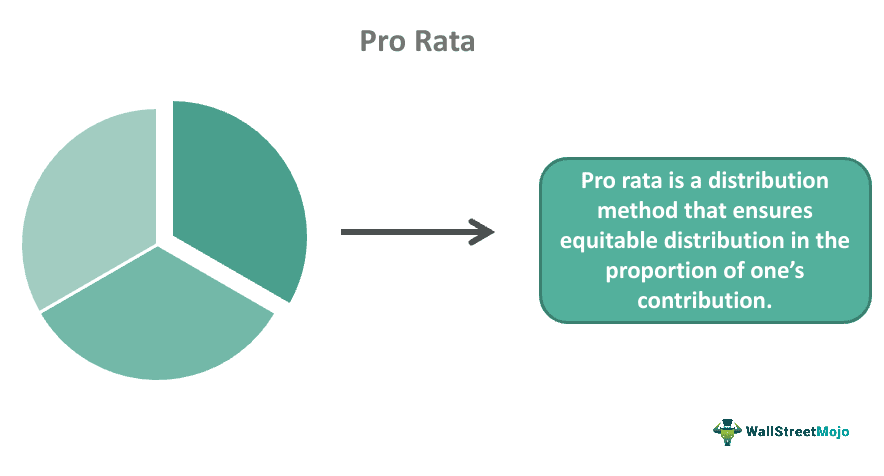 Pro Rata
Pro rata is a distribution
method that ensures
equitable distribution in the
proportion of one’s
contribution.
WallStreetMojo